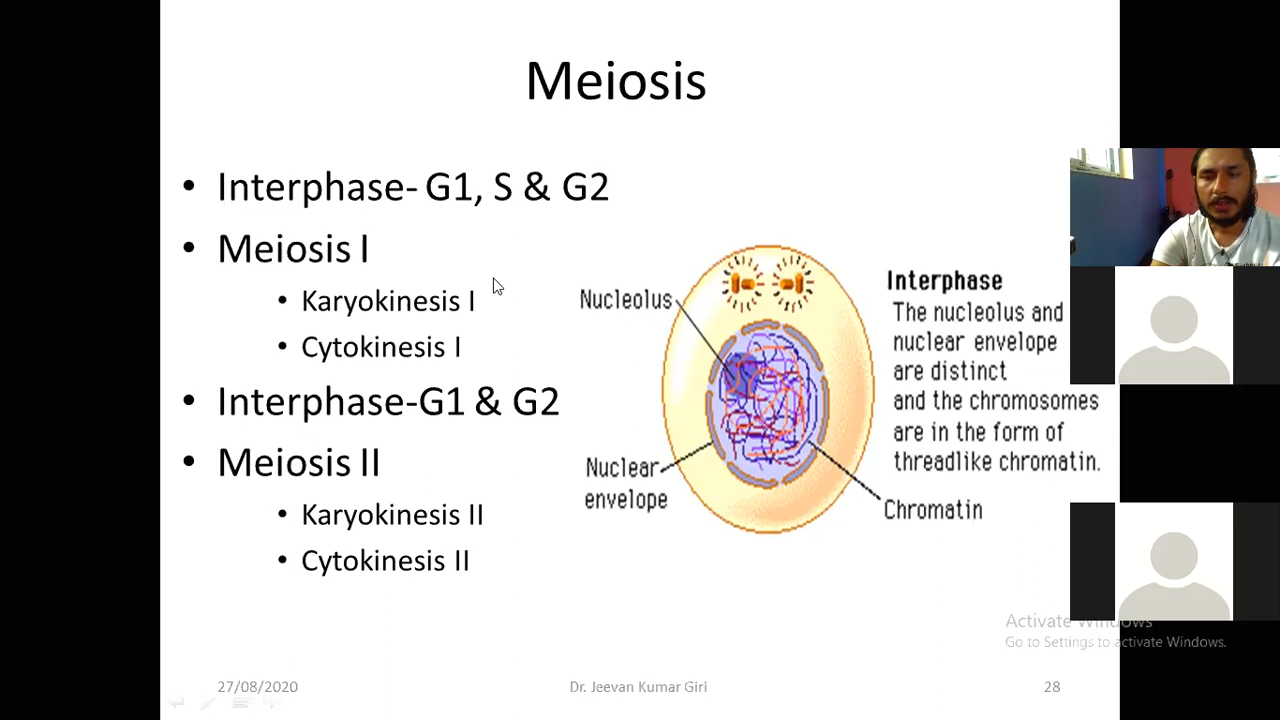 Meiosis
• Interphase- G1, S & G2
• Meiosis I
• Karyokinesis I
• Cytokinesis I
• Interphase-G1 & G2
• Meiosis II
• Karyokinesis II
• Cytokinesis II
Nucleolus
Nuclear
envelope
Interphase
The nucleolus and
nuclear envelope
are distinct
and the chromosomes
are in the form of
threadlike chromatin.
Chromatin
Activate Windows
Go to Settings to activate Windows.
27/08/2020
Dr. Jeevan Kumar Giri
28